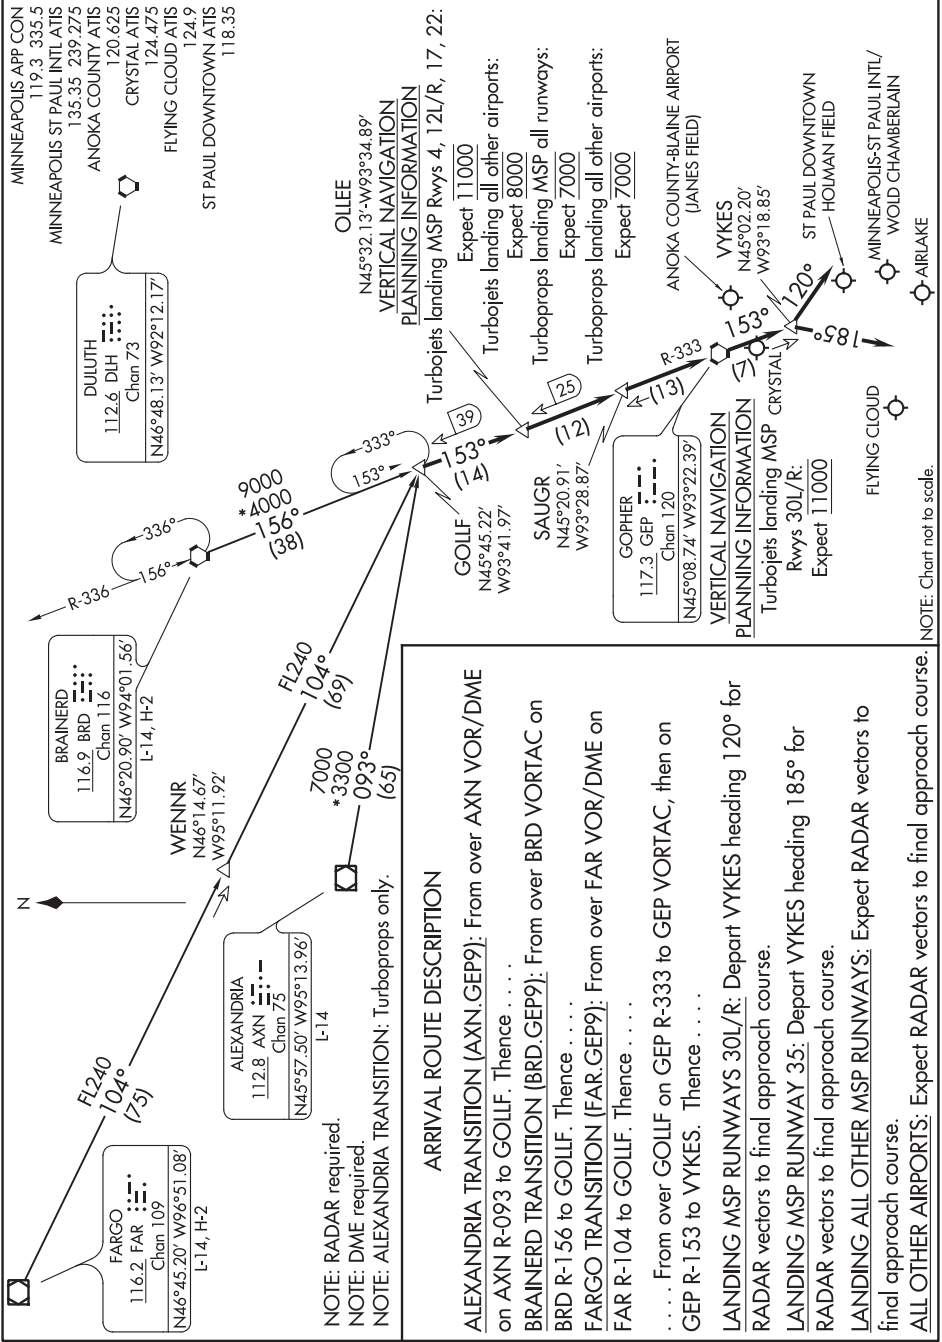 MINNEAPOLIS APP CON
119.3 335.5
MINNEAPOLIS ST PAUL INTL ATIS
135.35 239.275
ANOKA COUNTY ATIS
120.625
CRYSTAL ATIS
124.475
FLYING CLOUD ATIS
124.9
ST PAUL DOWNTOWN ATIS
118.35
DULUTH
112.6 DLH
Chan 73
N46°48.13' W92°12.17'
BRAINERD
116.9 BRD
Chan 116
N46°20.90' W94°01.56'
L-14, H-2
R-336
336°
156°
9000
*4000
156°
(38)
333°
153°
FARGO
116.2 FAR
Chan 109
N46°45.20' W96°51.08'
L-14, H-2
FL240
104°
(75)
N
WENNR
N46°14.67'
W95°11.92'
FL240
104°
(69)
ALEXANDRIA
112.8 AXN
Chan 75
N45°57.50' W95°13.96'
L-14
7000
*3300
093°
(65)
NOTE: RADAR required.
NOTE: DME required.
NOTE: ALEXANDRIA TRANSITION: Turboprops only.
OLLEE
N45°32.13'-W93°34.89'
VERTICAL NAVIGATION
PLANNING INFORMATION
Turbojets landing MSP Rwys 4, 12L/R, 17, 22:
Expect 11000
Turbojets landing all other airports:
Expect 8000
Turboprops landing MSP all runways:
Expect 7000
Turboprops landing all other airports:
Expect 7000
39
153°
(14)
GOLLF
N45°45.22'
W93°41.97'
25
(12)
SAUGR
N45°20.91'
W93°28.87'
R-333
(13)
GOPHER
117.3 GEP
Chan 120
N45°08.74' W93°22.39'
153°
(7)
ANOKA COUNTY-BLAINE AIRPORT
(JANES FIELD)
VYKES
N45°02.20'
W93°18.85'
CRYSTAL
120°
185°
ST PAUL DOWNTOWN
HOLMAN FIELD
MINNEAPOLIS-ST PAUL INTL/
WOLD CHAMBERLAIN
AIRLAKE
FLYING CLOUD
VERTICAL NAVIGATION
PLANNING INFORMATION
Turbojets landing MSP
Rwys 30L/R:
Expect 11000
NOTE: Chart not to scale.
ARRIVAL ROUTE DESCRIPTION
ALEXANDRIA TRANSITION (AXN.GEP9): From over AXN VOR/DME
on AXN R-093 to GOLLF. Thence . . . .
BRAINERD TRANSITION (BRD.GEP9): From over BRD VORTAC on
BRD R-156 to GOLLF. Thence . . . .
FARGO TRANSITION (FAR.GEP9): From over FAR VOR/DME on
FAR R-104 to GOLLF. Thence . . . .
. . . . From over GOLLF on GEP R-333 to GEP VORTAC, then on
GEP R-153 to VYKES. Thence . . . .
LANDING MSP RUNWAYS 30L/R: Depart VYKES heading 120° for
RADAR vectors to final approach course.
LANDING MSP RUNWAY 35: Depart VYKES heading 185° for
RADAR vectors to final approach course.
LANDING ALL OTHER MSP RUNWAYS: Expect RADAR vectors to
final approach course.
ALL OTHER AIRPORTS: Expect RADAR vectors to final approach course.